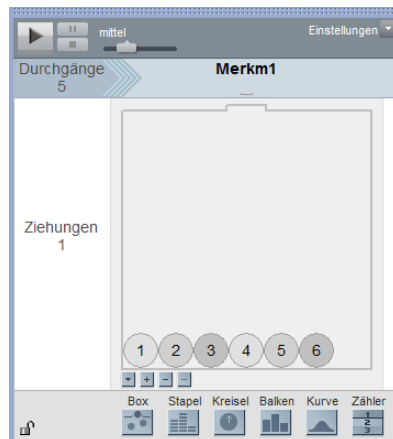 mittel
Einstellungen
Durchgänge
5
Merkm1
Ziehungen
1
1 2 3 4 5 6
Box Stapel Kreisel Balken Kurve Zähler
1
2
3